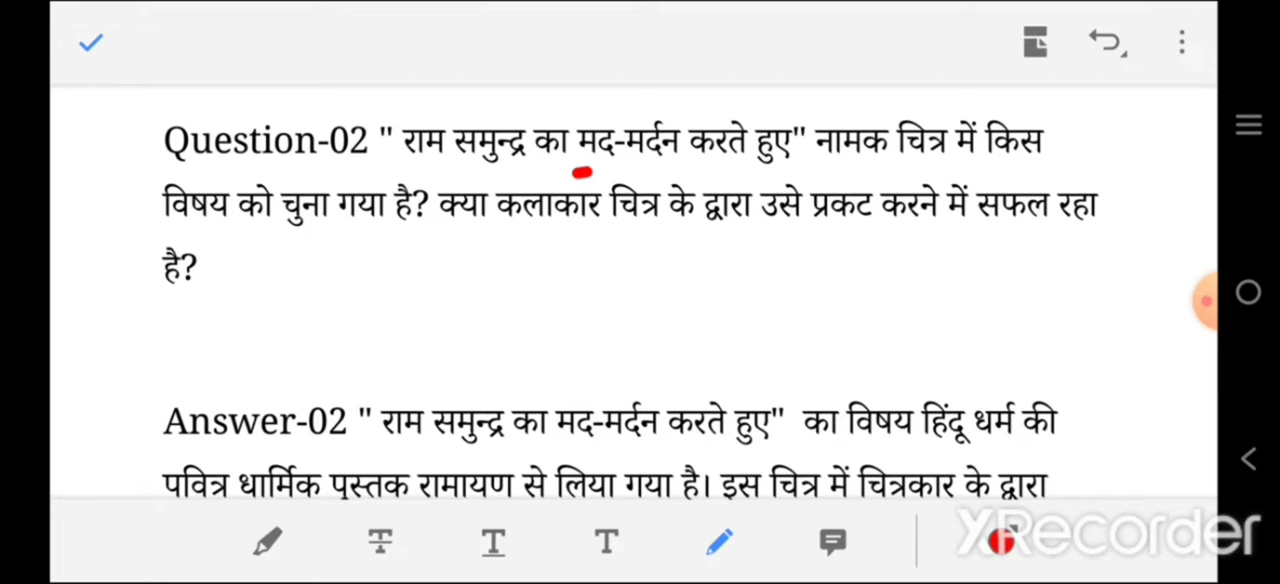 Question-02 " राम समुन्द्र का मद-मर्दन करते हुए" नामक चित्र में किस
विषय को चुना गया है? क्या कलाकार चित्र के द्वारा उसे प्रकट करने में सफल रहा
है?
Answer-02 " राम समुन्द्र का मद-मर्दन करते हुए" का विषय हिंदू धर्म की
पवित्र धार्मिक पुस्तक रामायण से लिया गया है। इस चित्र में चित्रकार के द्वारा
T T T
XRecorder